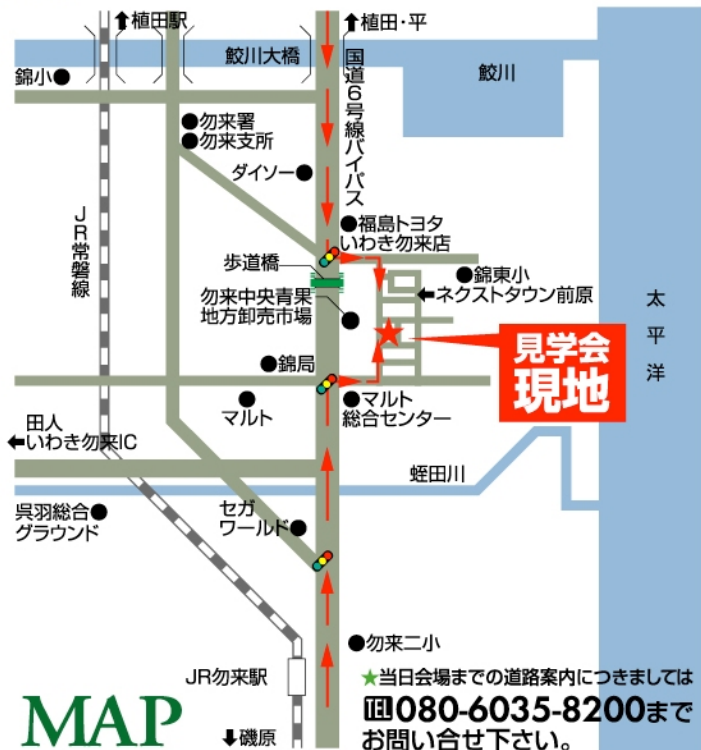 ↑植田駅
↑植田・平
鮫川大橋
国道6号線バイパス
鮫川
錦小●
●勿来署
●勿来支所
ダイソー●
JR常磐線
●福島トヨタ
いわき勿来店
歩道橋
●錦東小
←ネクストタウン前原
勿来中央青果
地方卸売市場
太平洋
見学会
現地
●錦局
マルト
●マルト
総合センター
田人
←いわき勿来IC
蛭田川
呉羽総合●
グラウンド
セガ
ワールド●
●勿来二小
JR勿来駅
★当日会場までの道路案内につきましては
TEL080-6035-8200まで
お問い合せ下さい。
MAP
↓磯原